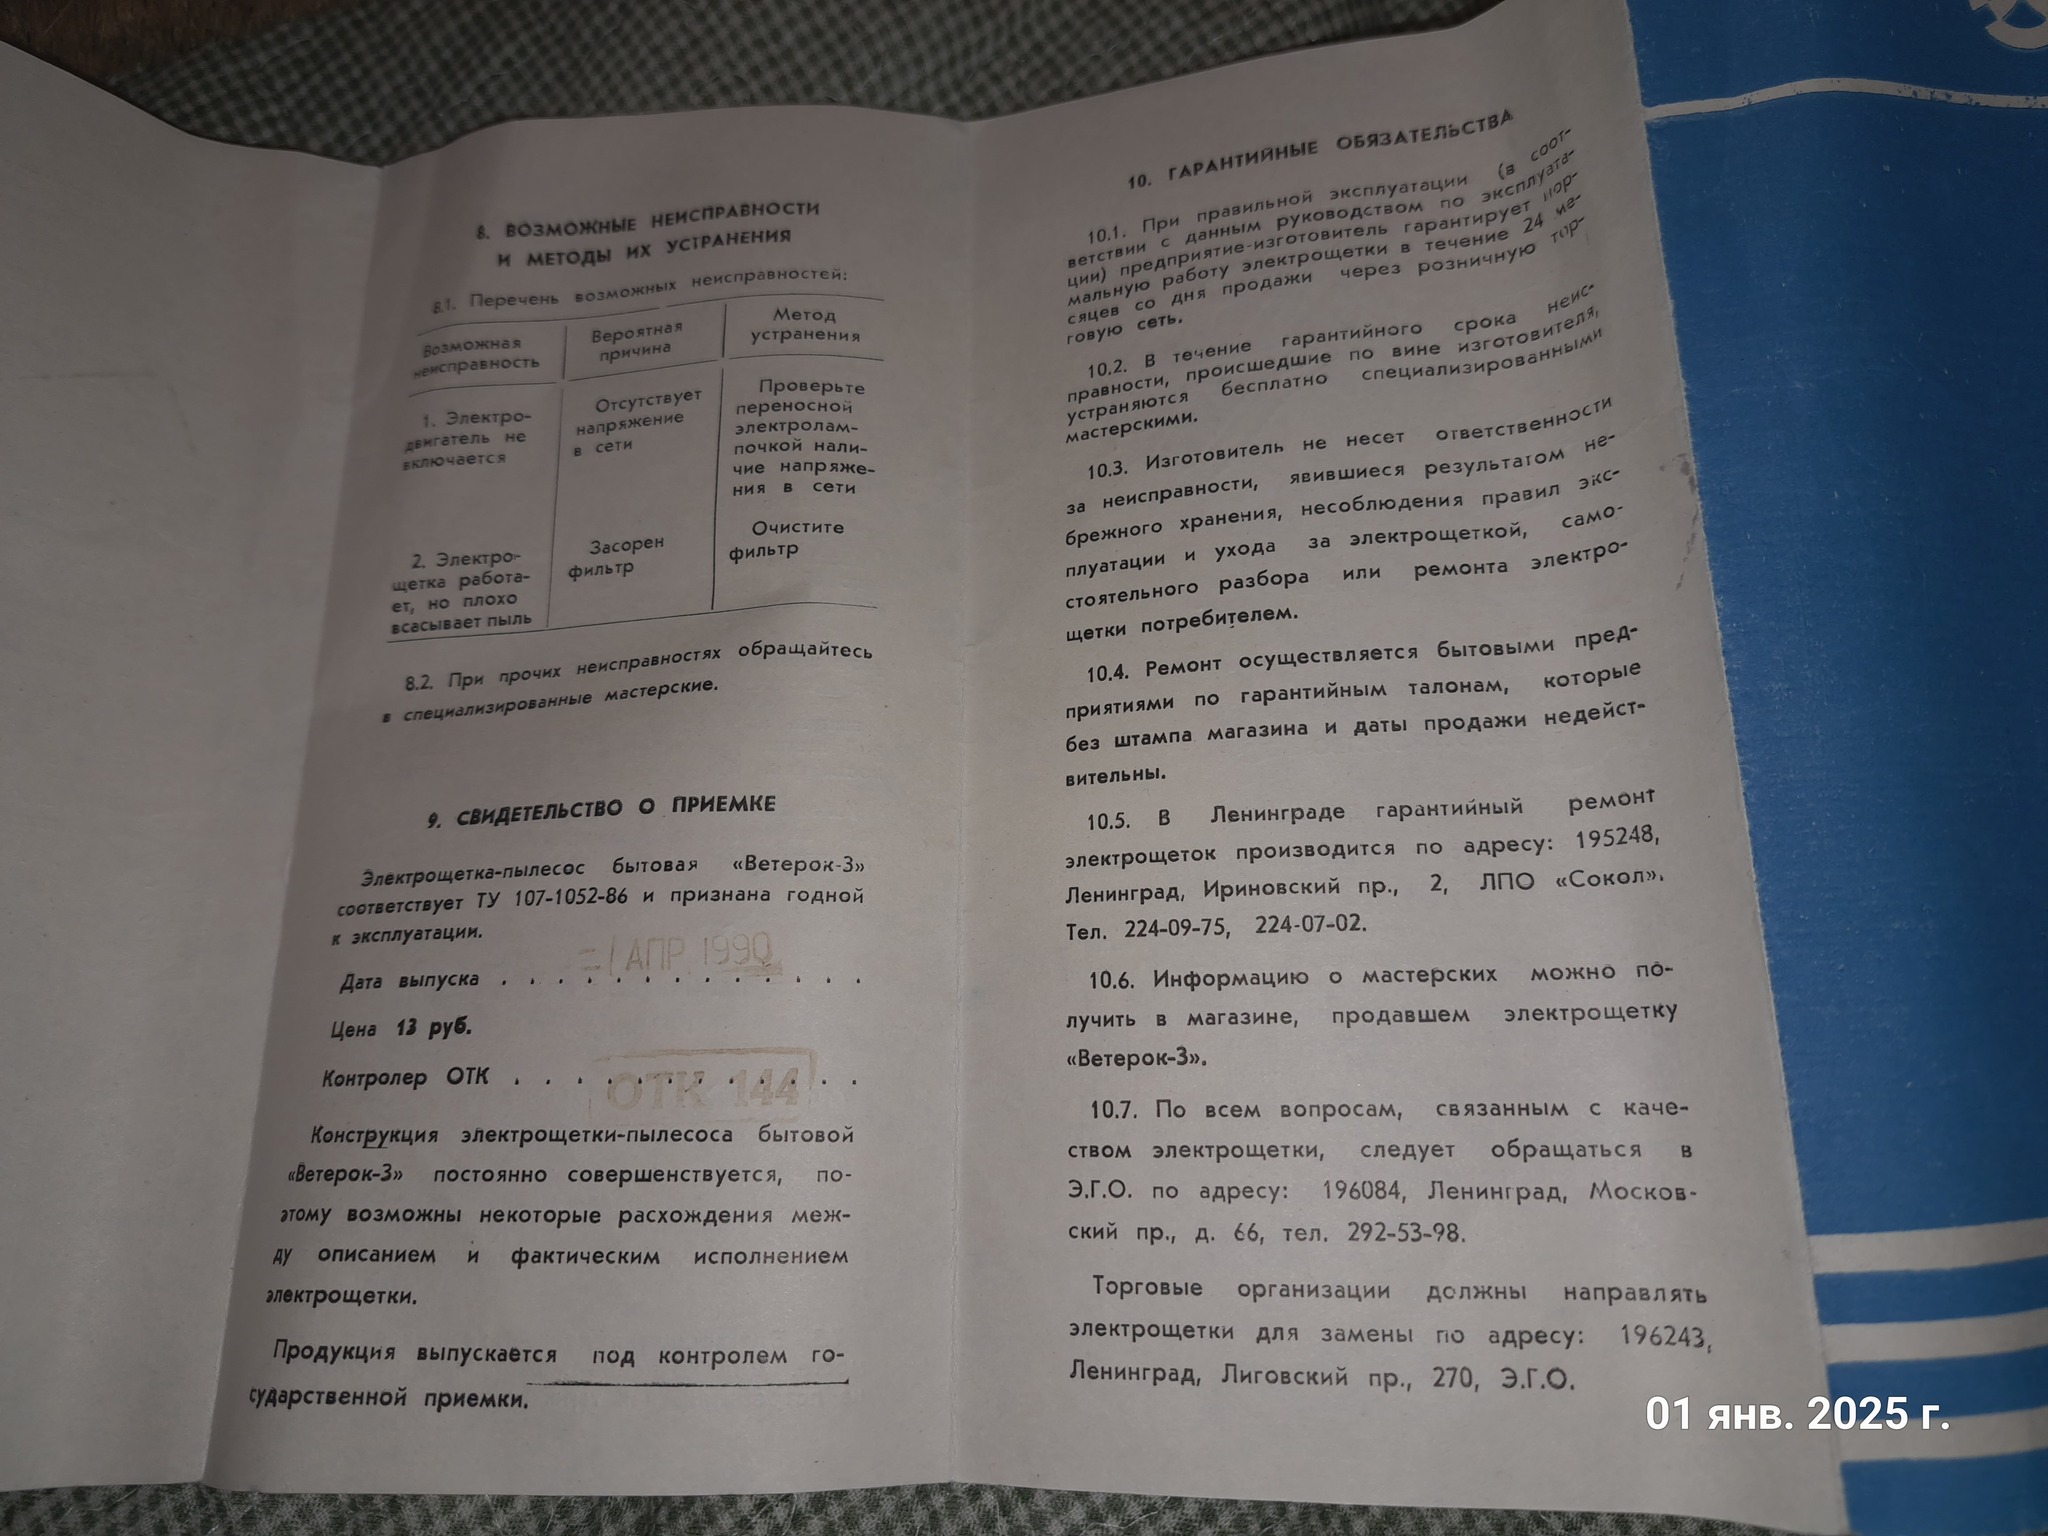 8. ВОЗМОЖНЫЕ НЕИСПРАВНОСТИ
И МЕТОДЫ ИХ УСТРАНЕНИЯ
8.1. Перечень возможных неисправностей:
Возможная
неисправность
Вероятная
причина
Метод
устранения
1. Электро-
двигатель не
включается
Отсутствует
напряжение
в сети
Проверьте
переносной
электролам-
почкой нали-
чие напряже-
ния в сети
2. Электро-
щетка работа-
ет, но плохо
всасывает пыль
Засорен
фильтр
Очистите
фильтр
8.2. При прочих неисправностях обращайтесь
в специализированные мастерские.
9. СВИДЕТЕЛЬСТВО О ПРИЕМКЕ
Электрощетка-пылесос бытовая «Ветерок-3»
соответствует ТУ 107-1052-86 и признана годной
к эксплуатации.
Дата выпуска . . . . . . . . . . . . .
АПР 1990
Цена 13 руб.
Контролер ОТК . . . . . . . . . . . .
ОТК 144
Конструкция электрощетки-пылесоса бытовой
«Ветерок-3» постоянно совершенствуется, по-
этому возможны некоторые расхождения меж-
ду описанием и фактическим исполнением
электрощетки.
Продукция выпускается под контролем го-
сударственной приемки.
10. ГАРАНТИЙНЫЕ ОБЯЗАТЕЛЬСТВА
10.1. При правильной эксплуатации (в соот-
ветствии с данным руководством по эксплуата-
ции) предприятие-изготовитель гарантирует нор-
мальную работу электрощетки в течение 24 ме-
сяцев со дня продажи через розничную тор-
говую сеть.
10.2. В течение гарантийного срока неис-
правности, происшедшие по вине изготовителя,
устраняются бесплатно специализированными
мастерскими.
10.3. Изготовитель не несет ответственности
за неисправности, явившиеся результатом не-
брежного хранения, несоблюдения правил экс-
плуатации и ухода за электрощеткой, само-
стоятельного разбора или ремонта электро-
щетки потребителем.
10.4. Ремонт осуществляется бытовыми пред-
приятиями по гарантийным талонам, которые
без штампа магазина и даты продажи недейст-
вительны.
10.5. В Ленинграде гарантийный ремонт
электрощеток производится по адресу: 195248,
Ленинград, Ириновский пр., 2, ЛПО «Сокол».
Тел. 224-09-75, 224-07-02.
10.6. Информацию о мастерских можно по-
лучить в магазине, продавшем электрощетку
«Ветерок-3».
10.7. По всем вопросам, связанным с каче-
ством электрощетки, следует обращаться в
Э.Г.О. по адресу: 196084, Ленинград, Москов-
ский пр., д. 66, тел. 292-53-98.
Торговые организации должны направлять
электрощетки для замены по адресу: 196243,
Ленинград, Лиговский пр., 270, Э.Г.О.
01 янв. 2025 г.